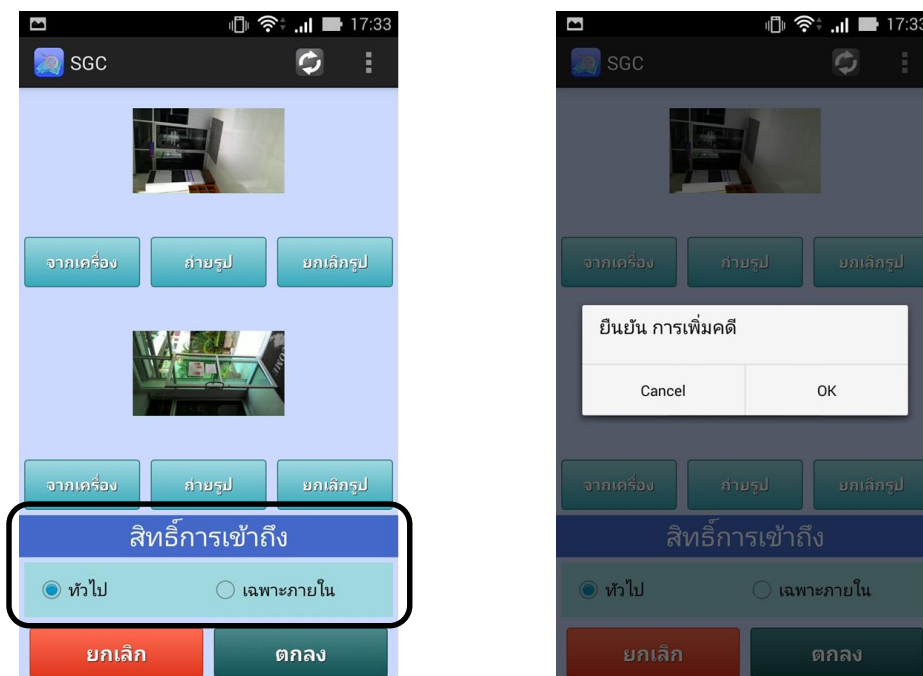 17:33
SGC
จากเครื่อง ถ่ายรูป ยกเลิกรูป
จากเครื่อง ถ่ายรูป ยกเลิกรูป
สิทธิ์การเข้าถึง
ทั่วไป เฉพาะภายใน
ยกเลิก ตกลง
17:33
SGC
จากเครื่อง ถ่ายรูป ยกเลิกรูป
ยืนยัน การเพิ่มคดี
Cancel OK
จากเครื่อง ถ่ายรูป ยกเลิกรูป
สิทธิ์การเข้าถึง
ทั่วไป เฉพาะภายใน
ยกเลิก ตกลง